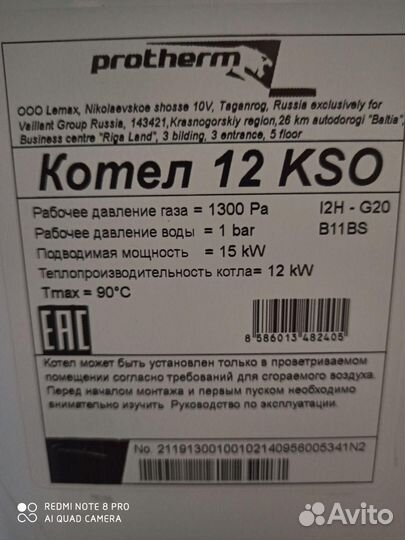 protherm
ООО Lemax, Nikolaevskoe shosse 10V, Taganrog, Russia exclusively for
Vaillant Group Russia, 143421,Krasnogorskiy region,26 km autodorogi "Baltia",
Business centre "Riga Land", 3 bilding, 3 entrance, 5 floor
Котел 12 KSO
Рабочее давление газа = 1300 Pa I2H - G20
Рабочее давление воды = 1 bar B11BS
Подводимая мощность = 15 kW
Теплопроизводительность котла= 12 kW
Tmax = 90°C
EAC
8 586013 482405
Котел может быть установлен только в проветриваемом
помещении согласно требований для сгораемого воздуха.
Перед началом монтажа и первым пуском необходимо
внимательно изучить Руководство по эксплуатации.
No. 21191300100102140956005341N2
REDMI NOTE 8 PRO
AI QUAD CAMERA
Avito